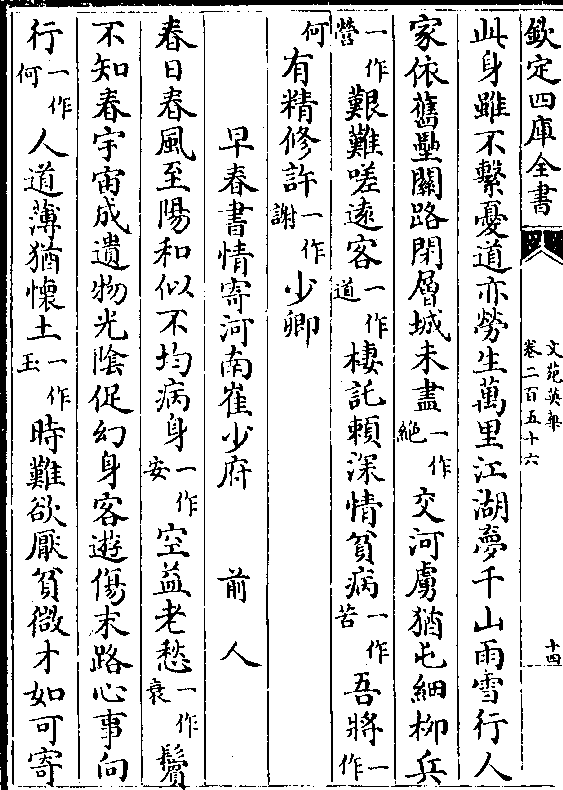 欽定四庫全書
文苑英華
卷二百五十六
十四
此身雖不繫憂道亦勞生萬里江湖夢千山雨雪行人
家依舊壘關路閉層城未盡一作絶交河虜猶屯細柳兵
一作營艱難嗟遠客一作道棲託賴深情貧病一作苦吾將一作
何有精修許一作謝少卿
早春書情寄河南崔少府 前人
春日春風至陽和似不均病身一作安空益老愁一作衰鬢
不知春宇宙成遺物光陰促幻身客遊傷末路心事向
行一作何人道薄猶懷土一作玉時難欲厭貧微才如可寄